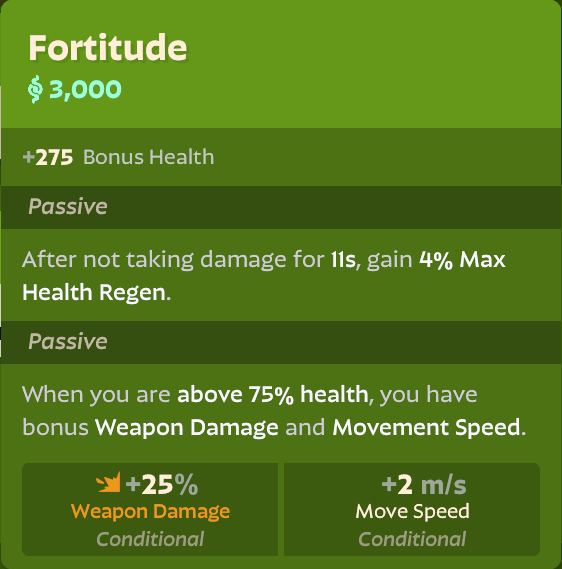 Fortitude
3,000
+275 Bonus Health
Passive
After not taking damage for 11s, gain 4% Max
Health Regen.
Passive
When you are above 75% health, you have
bonus Weapon Damage and Movement Speed.
+25% +2 m/s
Weapon Damage Move Speed
Conditional Conditional